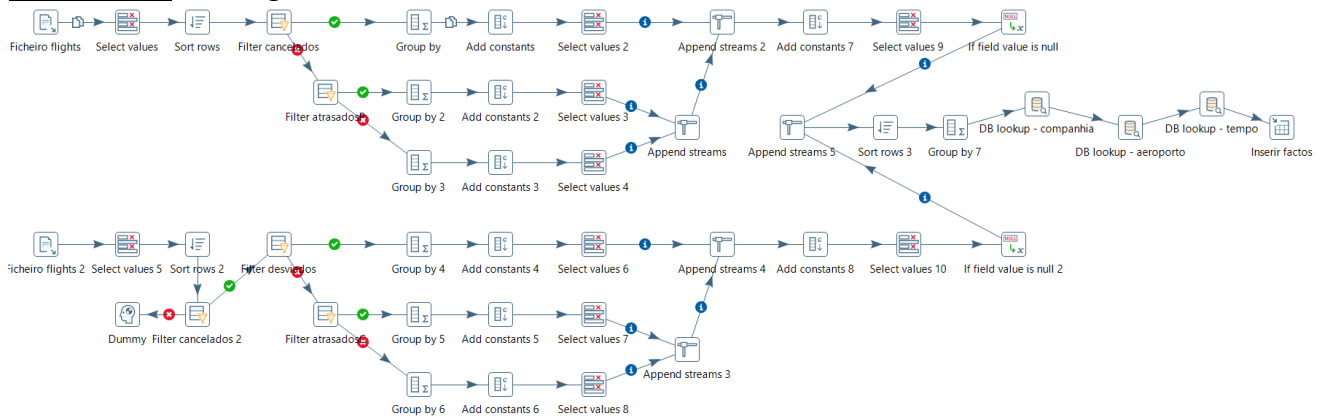 Ficheiro flights Select values Sort rows Filter cancelados Group by Add constants Select values 2 Append streams 2 Add constants 7 Select values 9 If field value is null
Group by 2 Add constants 2 Select values 3
Append streams Append streams 5 Sort rows 3 Group by 7 DB lookup - companhia DB lookup - aeroporto DB lookup - tempo Inserir factos
Group by 3 Add constants 3 Select values 4
Select values 5 Sort rows 2 Filter desviados Group by 4 Add constants 4 Select values 6 Append streams 4 Add constants 8 Select values 10 If field value is null 2
Dummy Filter cancelados 2 Group by 5 Add constants 5 Select values 7
Append streams 3
Group by 6 Add constants 6 Select values 8